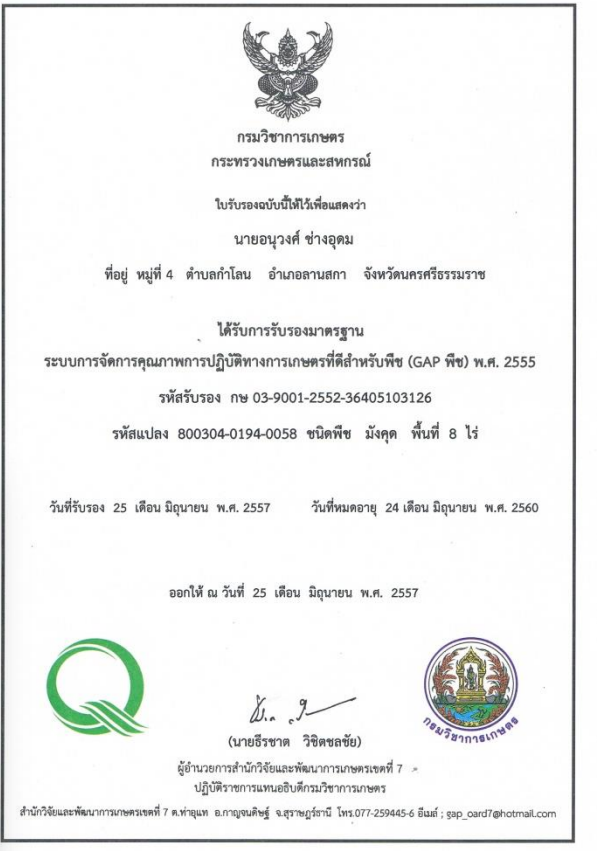 กรมวิชาการเกษตร
กระทรวงเกษตรและสหกรณ์
ใบรับรองฉบับนี้ให้ไว้เพื่อแสดงว่า
นายอนุวงศ์ ช่างอุดม
ที่อยู่ หมู่ที่ 4 ตำบลกำโลน อำเภอลานสกา จังหวัดนครศรีธรรมราช
ได้รับการรับรองมาตรฐาน
ระบบการจัดการคุณภาพการปฏิบัติทางการเกษตรที่ดีสำหรับพืช (GAP พืช) พ.ศ. 2555
รหัสรับรอง กษ 03-9001-2552-36405103126
รหัสแปลง 800304-0194-0058 ชนิดพืช มังคุด พื้นที่ 8 ไร่
วันที่รับรอง 25 เดือน มิถุนายน พ.ศ. 2557 วันที่หมดอายุ 24 เดือน มิถุนายน พ.ศ. 2560
ออกให้ ณ วันที่ 25 เดือน มิถุนายน พ.ศ. 2557
กรมวิชาการเกษตร
(นายธีรชาต วิชิตชลชัย)
ผู้อำนวยการสำนักวิจัยและพัฒนาการเกษตรเขตที่ 7
ปฏิบัติราชการแทนอธิบดีกรมวิชาการเกษตร
สำนักวิจัยและพัฒนาการเกษตรเขตที่ 7 ต.ท่าอุแท อ.กาญจนดิษฐ์ จ.สุราษฎร์ธานี โทร.077-259445-6 อีเมล์ ; gap_oard7@hotmail.com